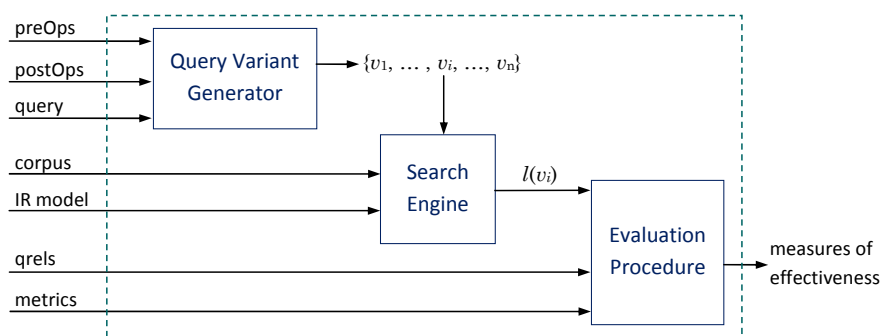 preOps
postOps
query
Query Variant
Generator
{v1, … , vi, …, vn}
corpus
IR model
Search
Engine
l(vi)
qrels
metrics
Evaluation
Procedure
measures of
effectiveness